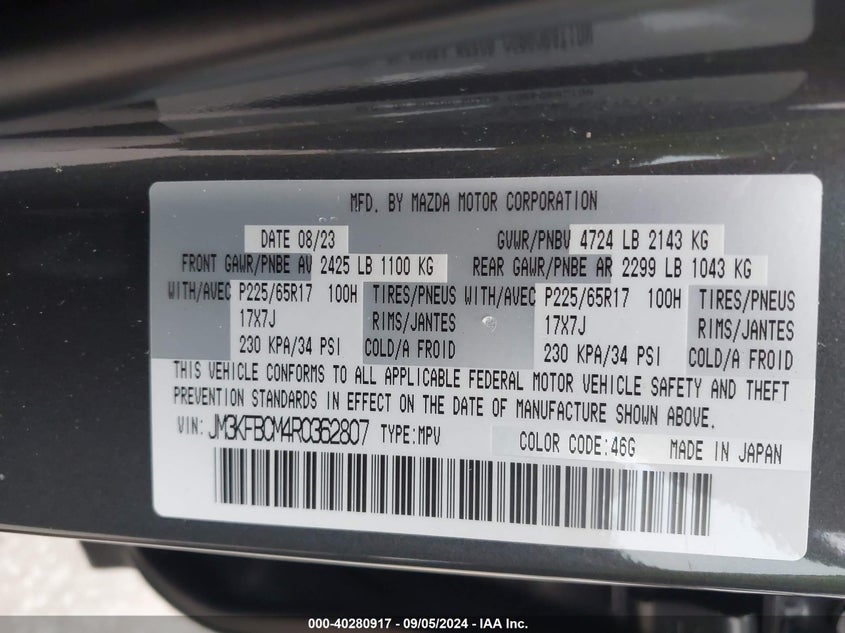 MFD. BY MAZDA MOTOR CORPORATION
DATE 08/23 GVWR/PNBV 4724 LB 2143 KG
FRONT GAWR/PNBE AV 2425 LB 1100 KG REAR GAWR/PNBE AR 2299 LB 1043 KG
WITH/AVEC P225/65R17 100H TIRES/PNEUS WITH/AVEC P225/65R17 100H TIRES/PNEUS
17X7J RIMS/JANTES 17X7J RIMS/JANTES
230 KPA/34 PSI COLD/A FROID 230 KPA/34 PSI COLD/A FROID
THIS VEHICLE CONFORMS TO ALL APPLICABLE FEDERAL MOTOR VEHICLE SAFETY AND THEFT
PREVENTION STANDARDS IN EFFECT ON THE DATE OF MANUFACTURE SHOWN ABOVE.
VIN: JM3KFBCM4R0362807 TYPE:MPV COLOR CODE:46G MADE IN JAPAN
000-40280917 - 09/05/2024 - IAA Inc.